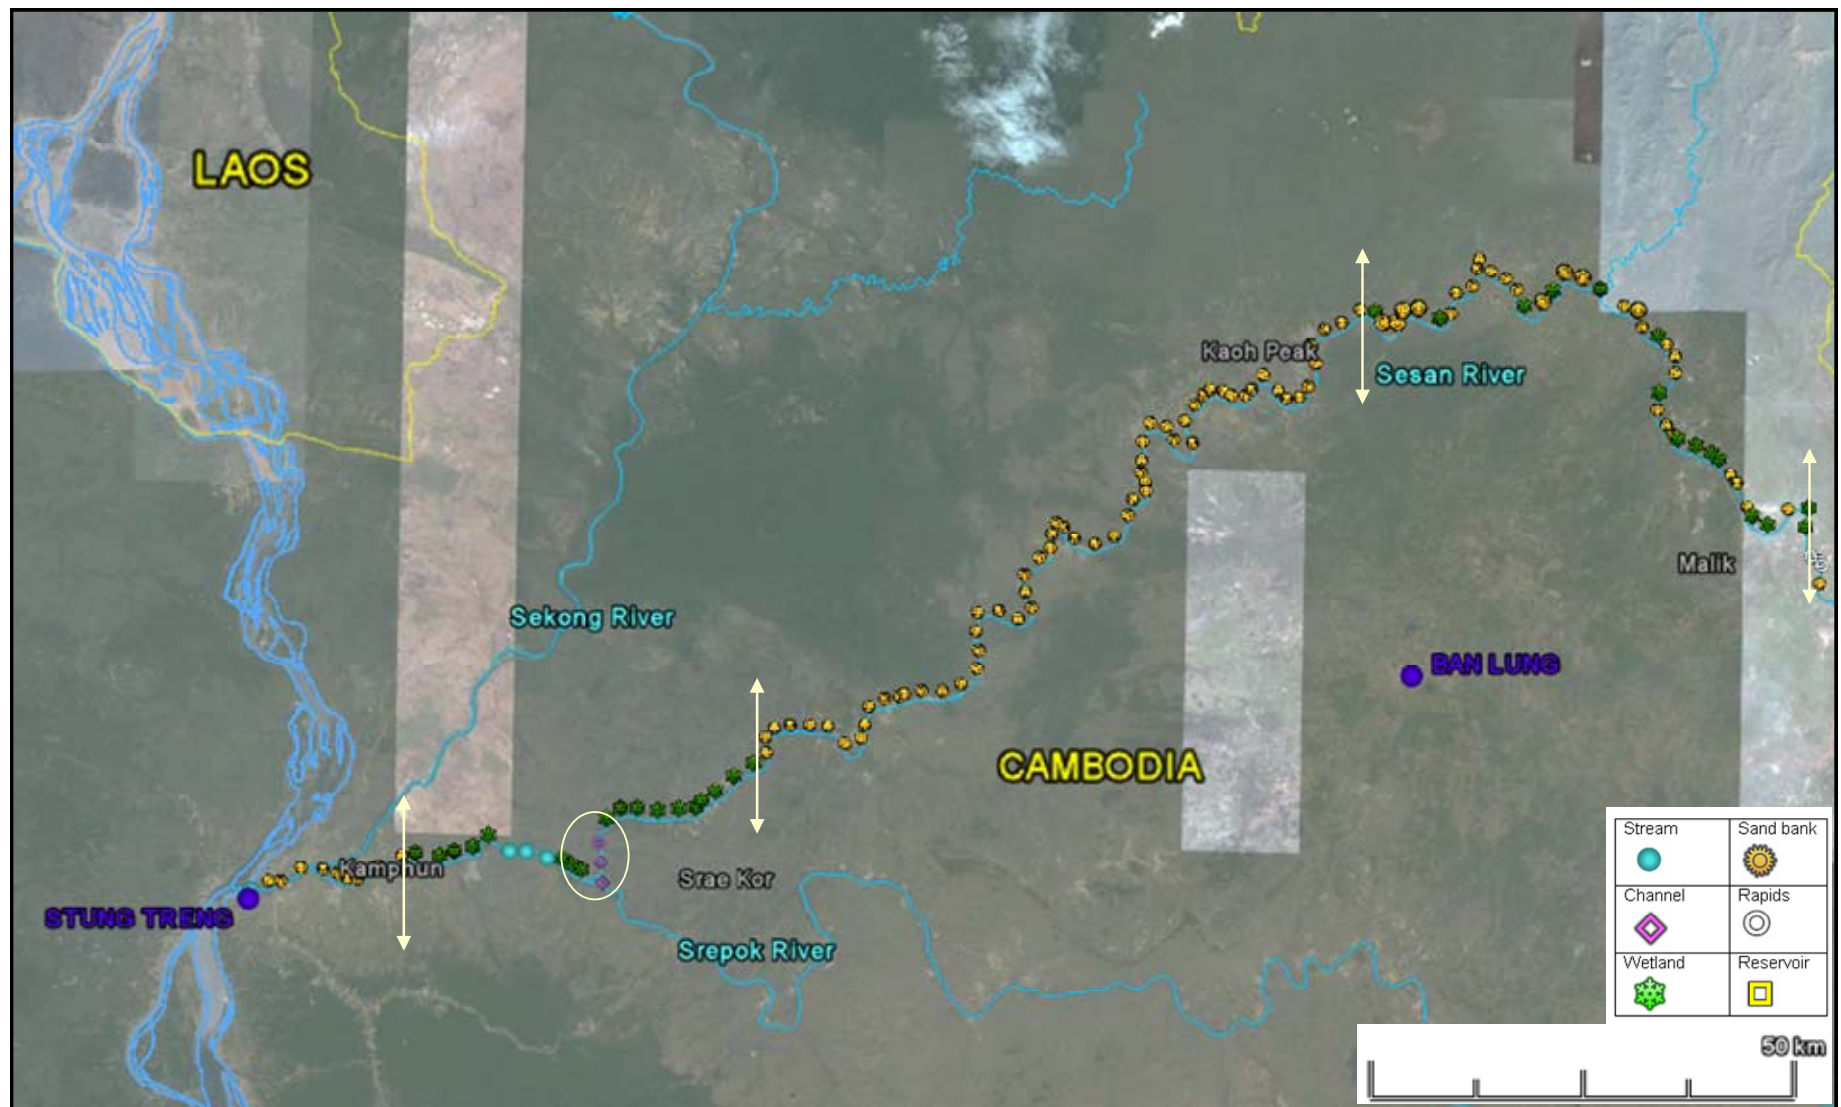 LAOS
Kaoh Peak
Sesan River
Malik
Sekong River
BAN LUNG
CAMBODIA
Kamphun
Srae Kor
STUNG TRENG
Srepok River
Stream
Sand bank
Channel
Rapids
Wetland
Reservoir
50 km